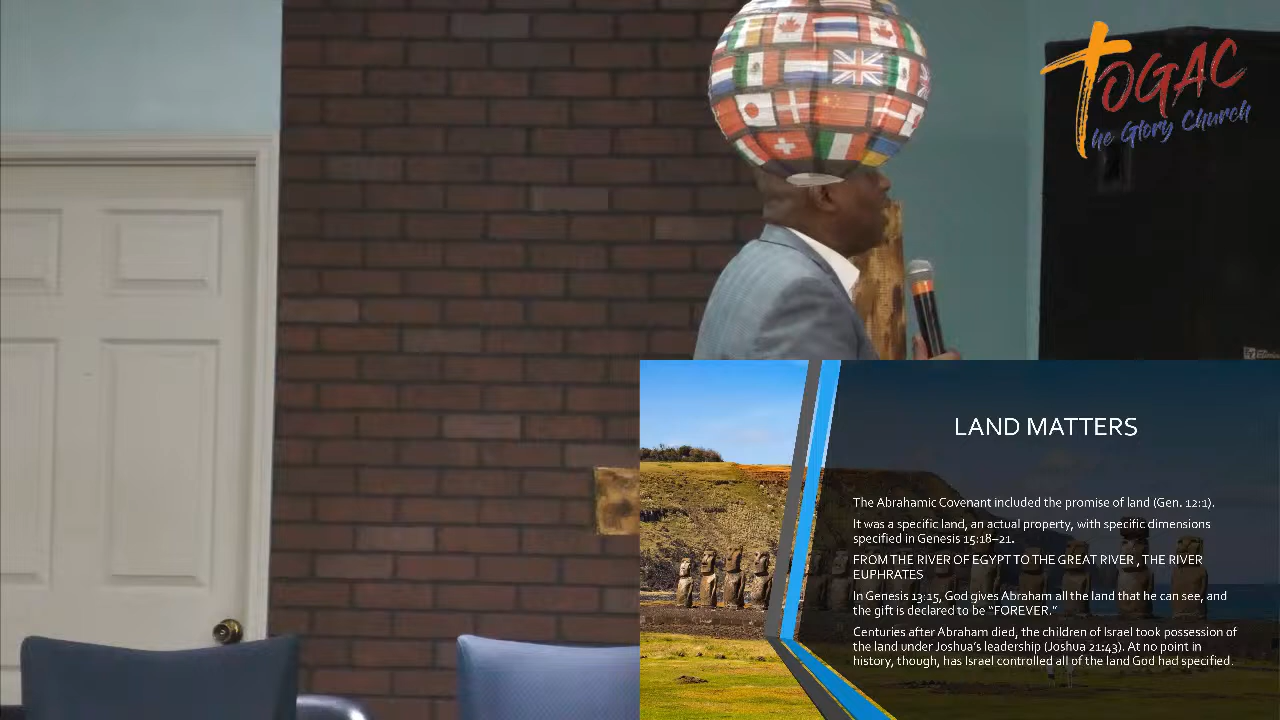 TOGAC
The Glory Church
LAND MATTERS
The Abrahamic Covenant included the promise of land (Gen. 12:1).
It was a specific land, an actual property, with specific dimensions
specified in Genesis 15:18–21.
FROM THE RIVER OF EGYPT TO THE GREAT RIVER , THE RIVER
EUPHRATES
In Genesis 13:15, God gives Abraham all the land that he can see, and
the gift is declared to be “FOREVER.”
Centuries after Abraham died, the children of Israel took possession of
the land under Joshua’s leadership (Joshua 21:43). At no point in
history, though, has Israel controlled all of the land God had specified.